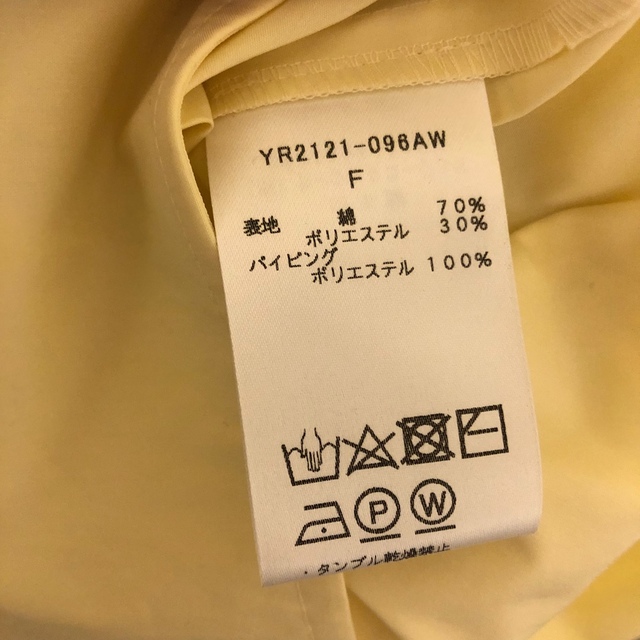 YR2121-096AW
F
表地 綿 70%
ポリエステル 30%
パイピング
ポリエステル 100%
P W
・タンブル乾燥禁止